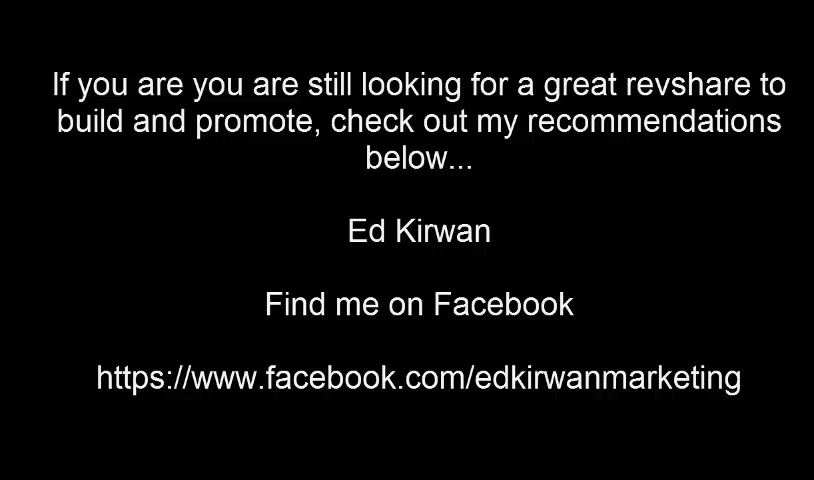 If you are you are still looking for a great revshare to
build and promote, check out my recommendations
below...
Ed Kirwan
Find me on Facebook
https://www.facebook.com/edkirwanmarketing